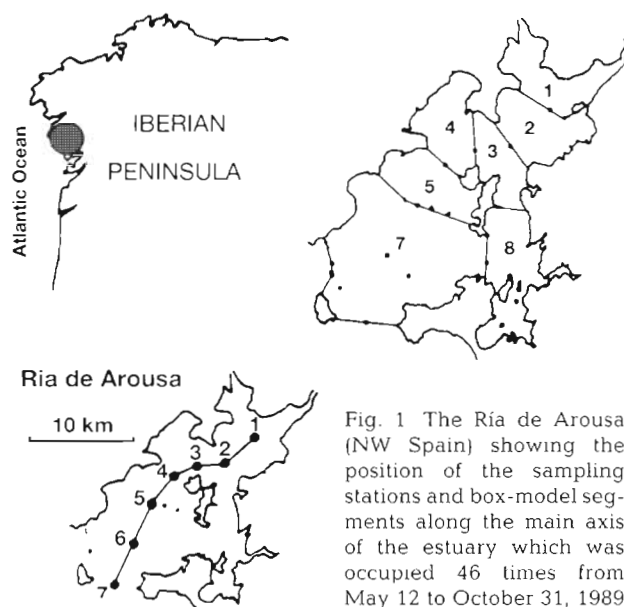 IBERIAN
PENINSULA
Atlantic Ocean
1
2
3
4
5
7
8
Ria de Arousa
10 km
1
2
3
4
5
6
7
Fig. 1 The Ría de Arousa
(NW Spain) showing the
position of the sampling
stations and box-model seg-
ments along the main axis
of the estuary which was
occupied 46 times from
May 12 to October 31, 1989